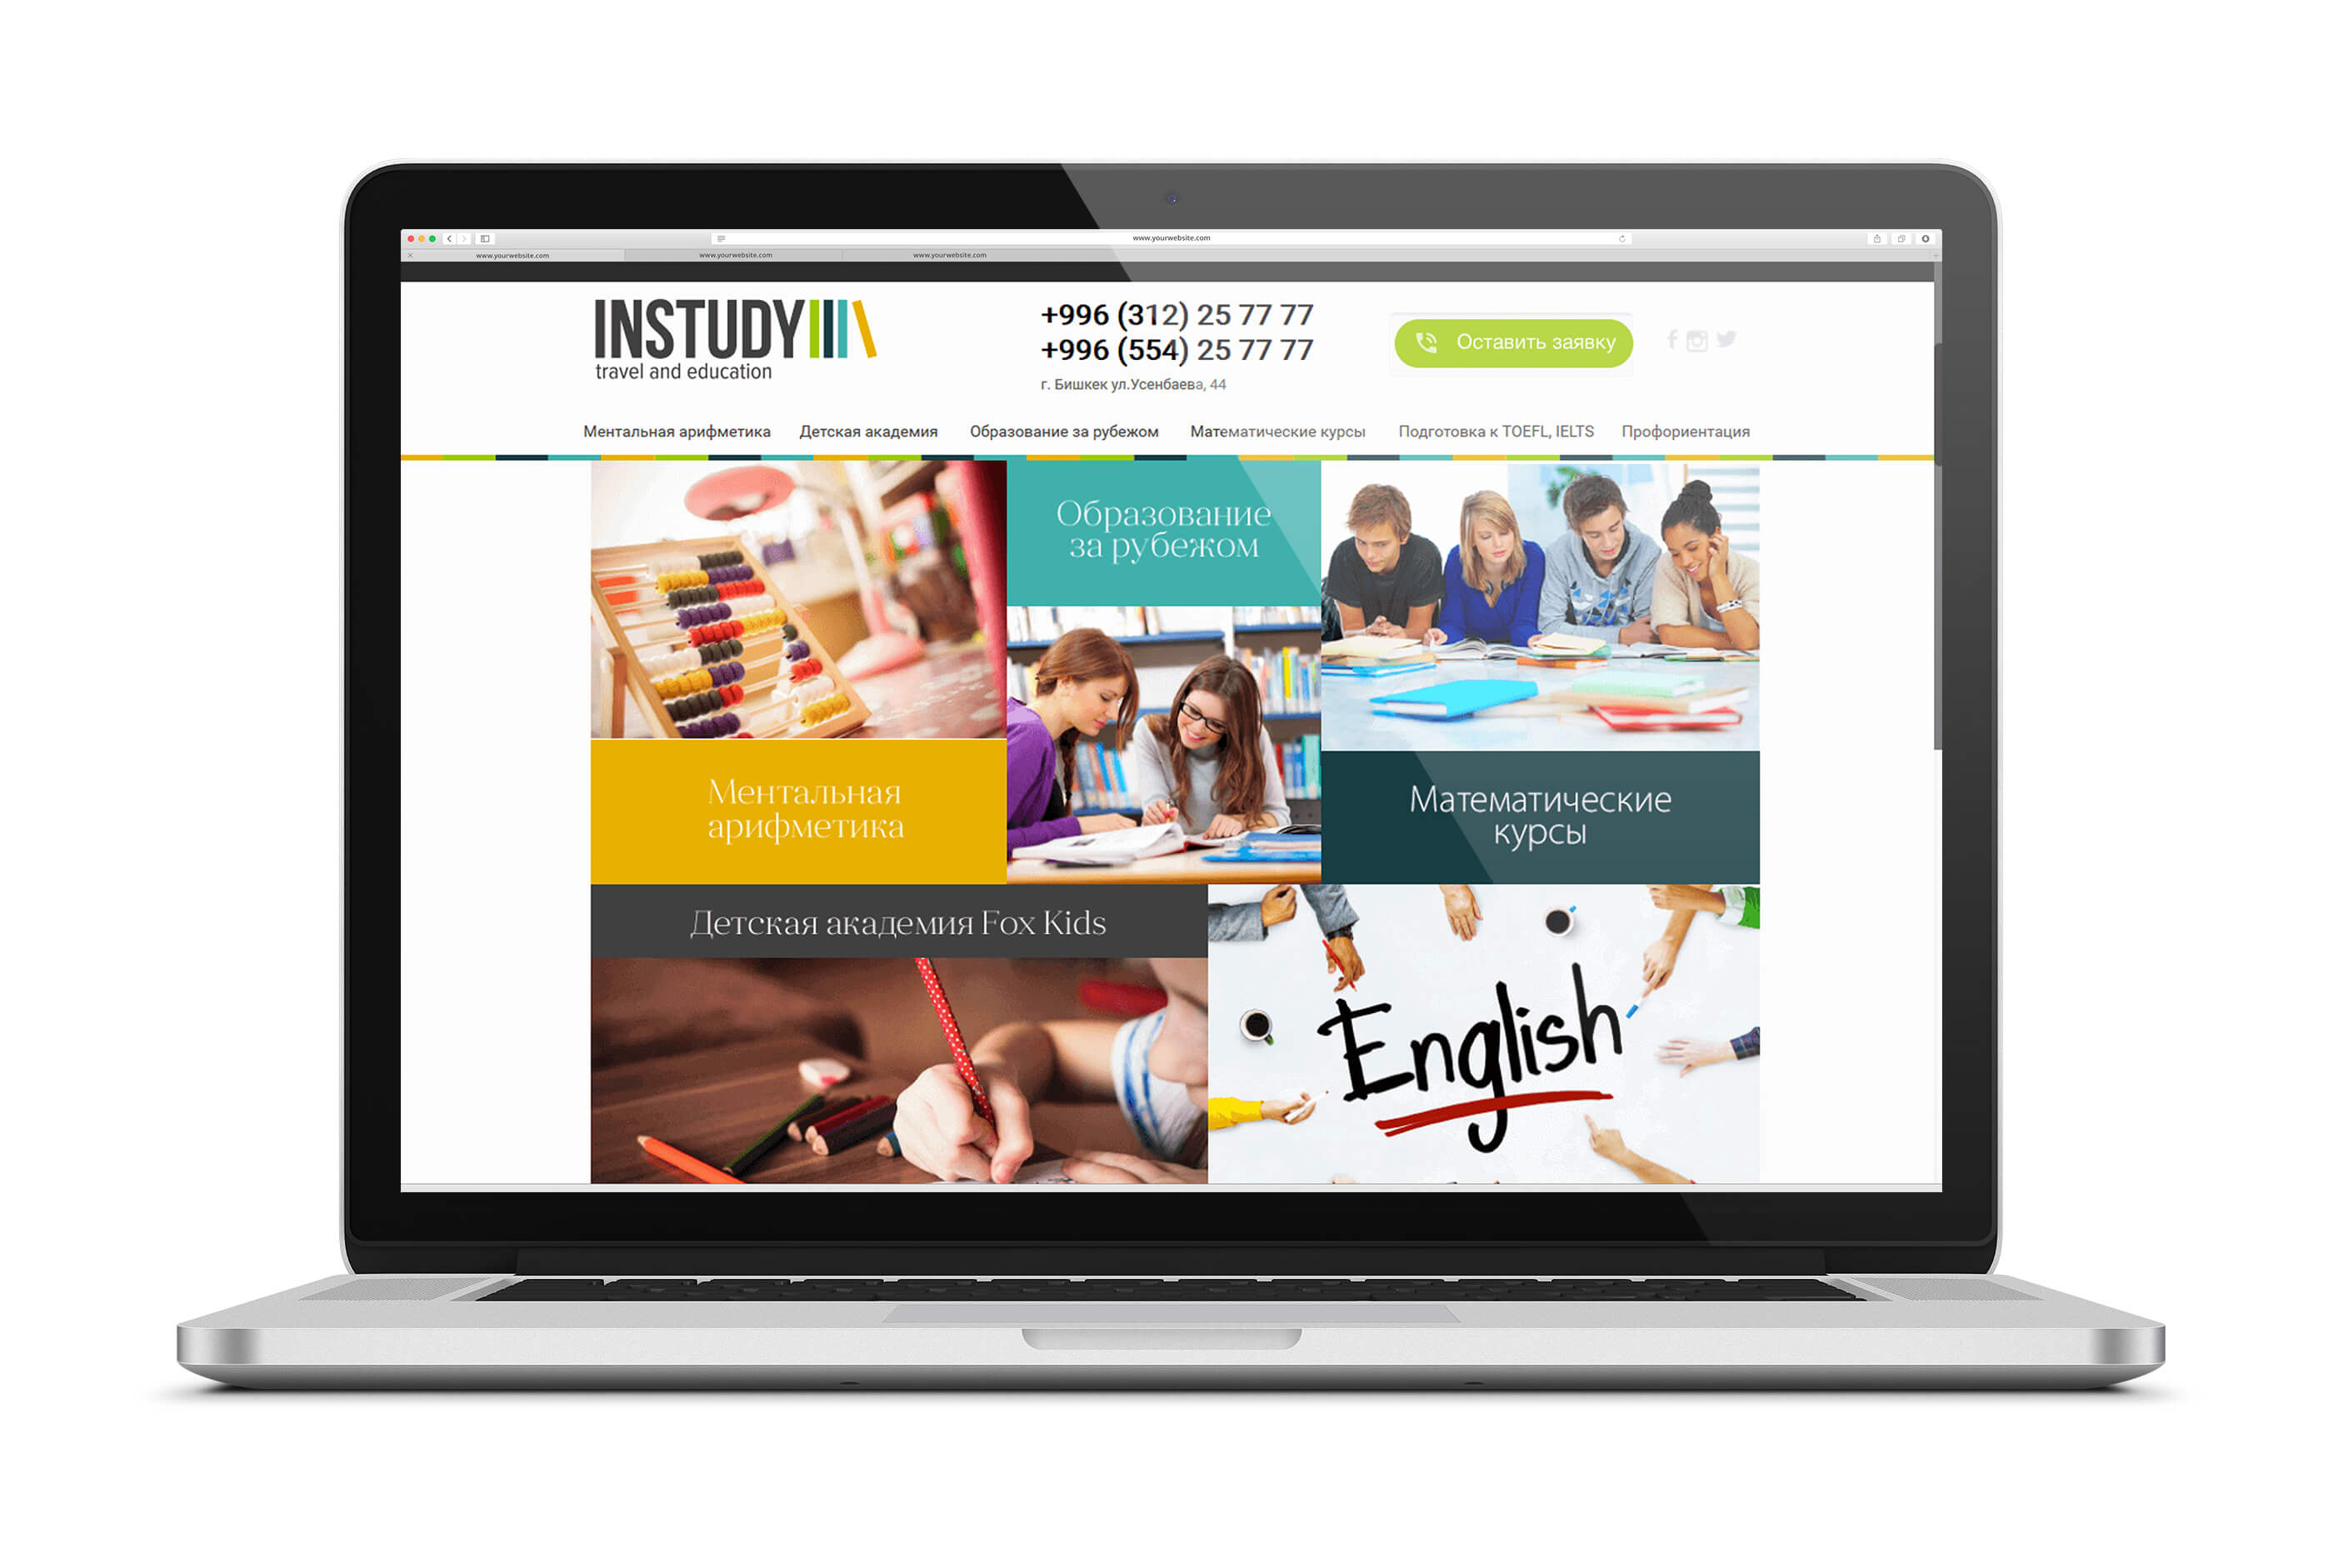 www.yourwebsite.com
www.yourwebsite.com
www.yourwebsite.com
www.yourwebsite.com
INSTUDY
travel and education
+996 (312) 25 77 77
+996 (554) 25 77 77
г. Бишкек ул.Усенбаева, 44
Оставить заявку
Ментальная арифметика
Детская академия
Образование за рубежом
Математические курсы
Подготовка к TOEFL, IELTS
Профориентация
Образование
за рубежом
Ментальная
арифметика
Математические
курсы
Детская академия Fox Kids
English